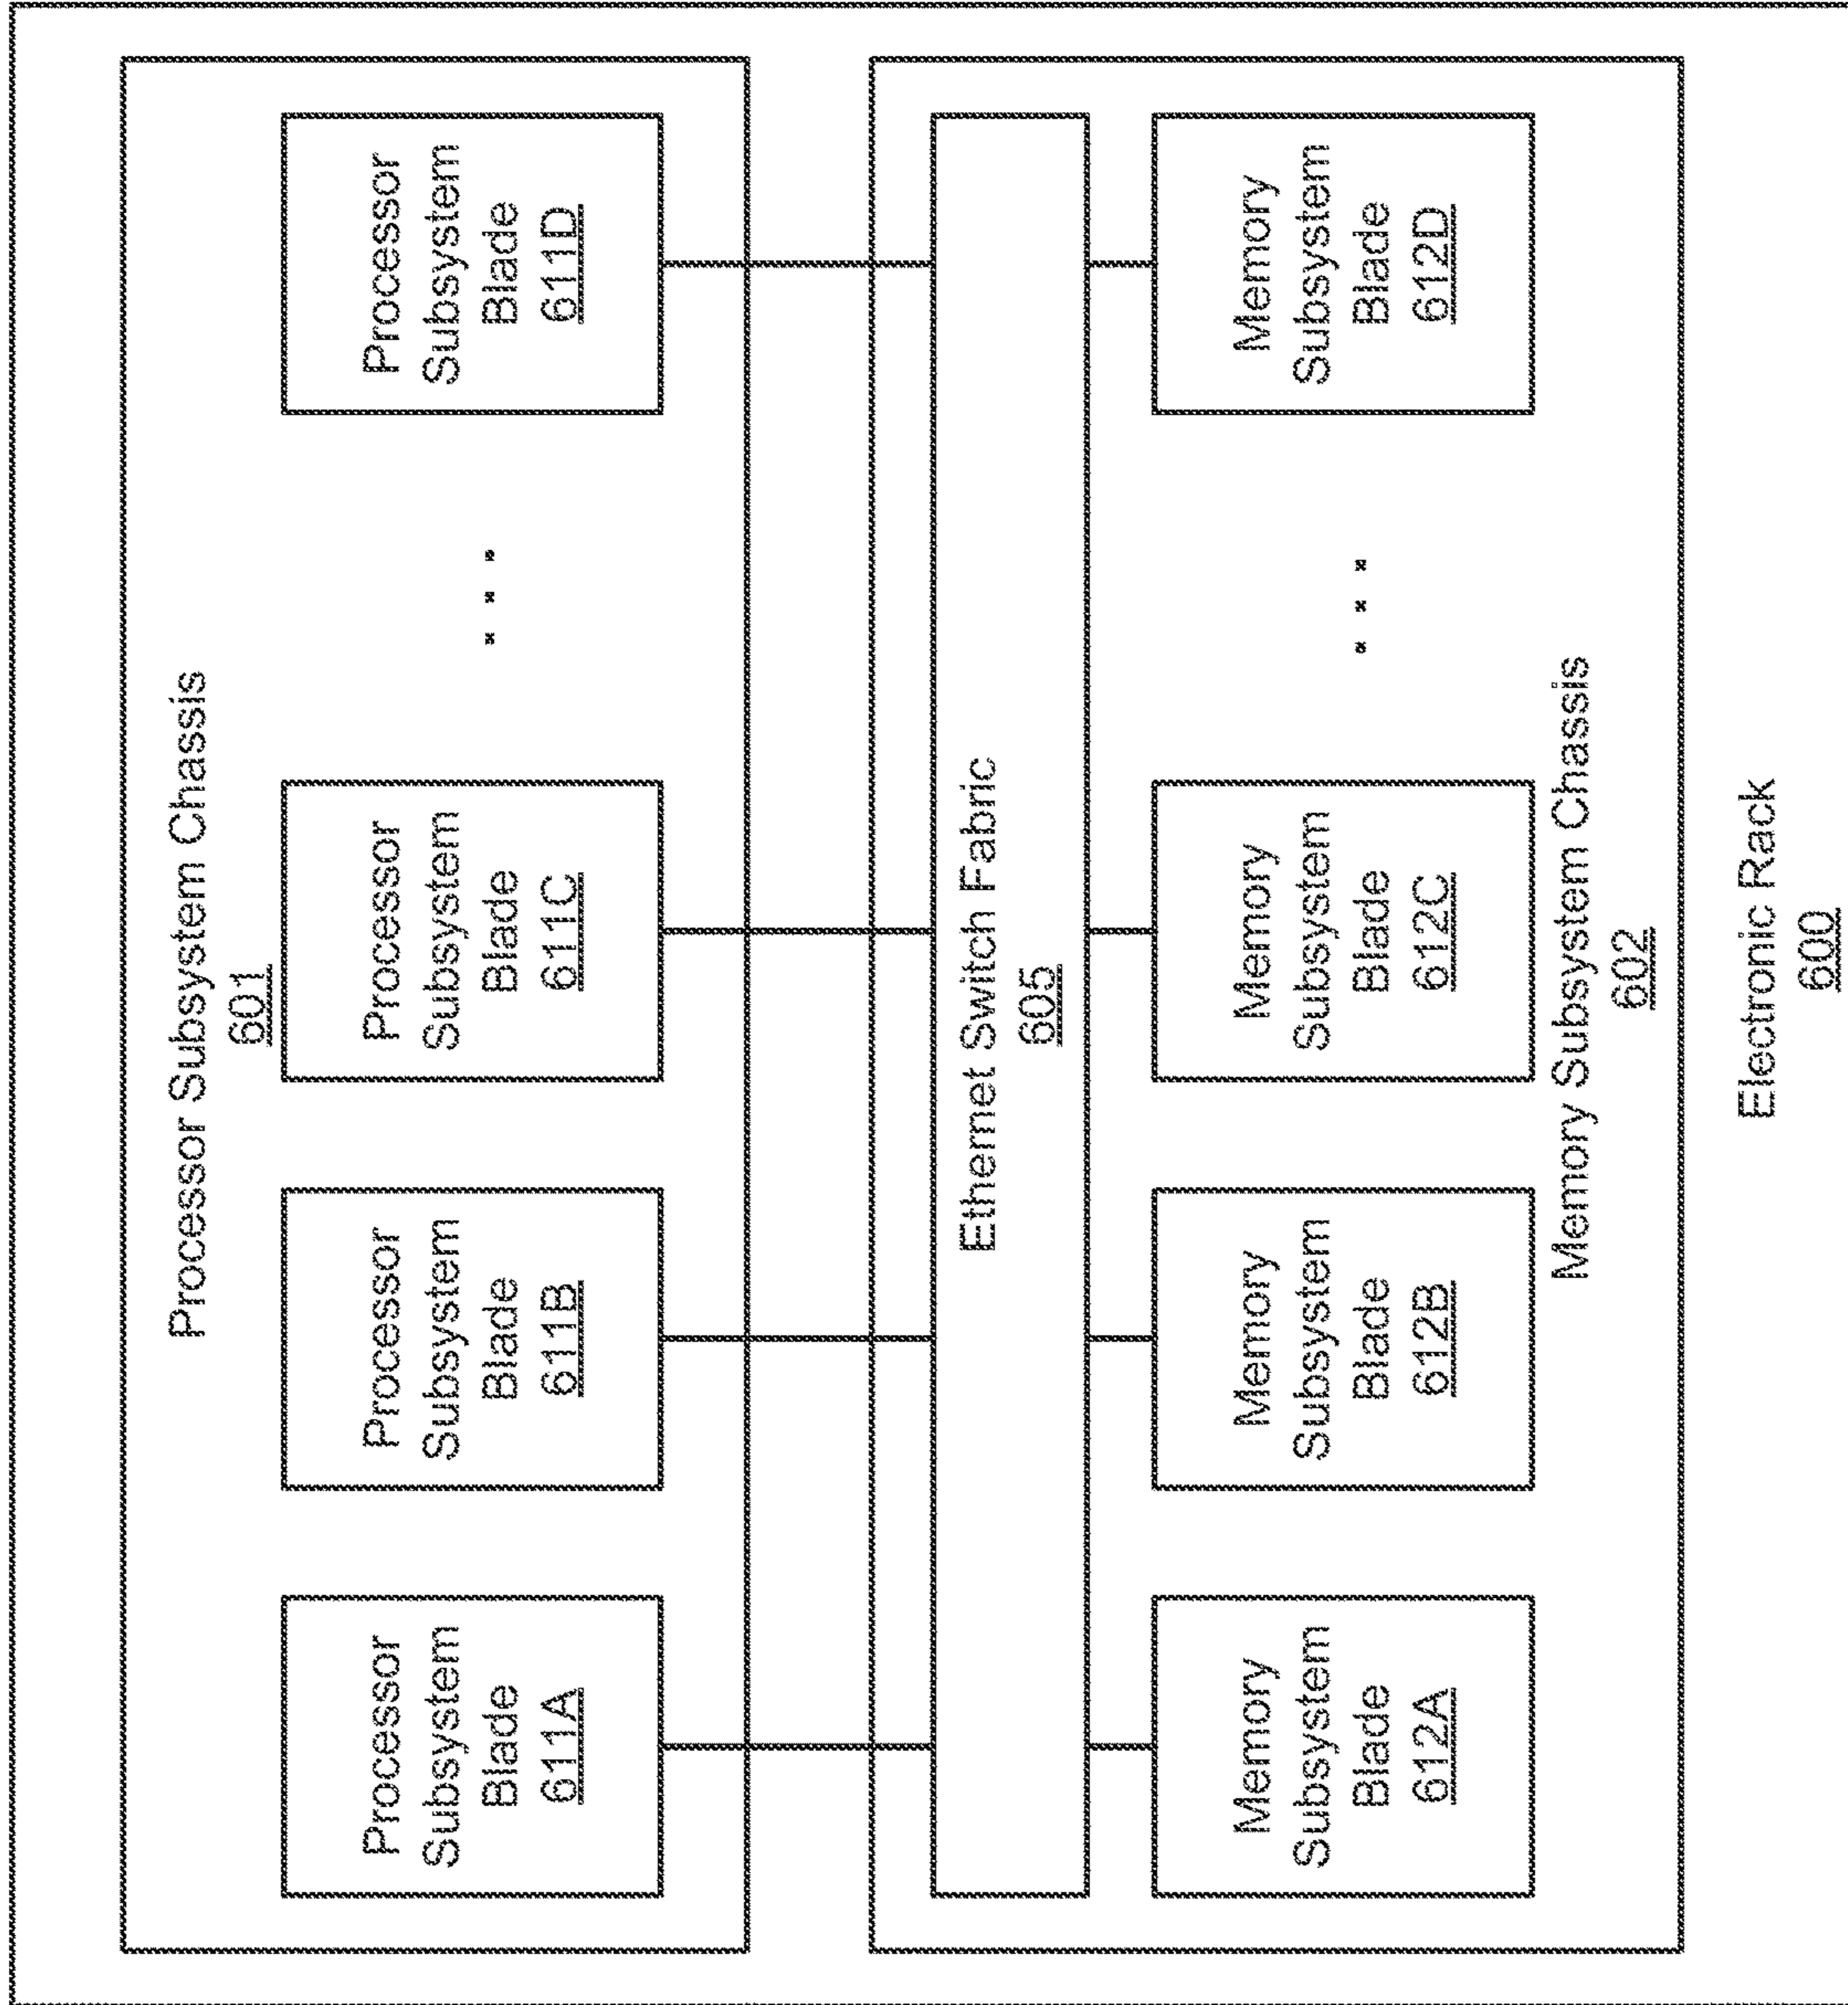 Processor Subsystem Chassis
601
Processor
Subsystem
Blade
611A
Processor
Subsystem
Blade
611B
Processor
Subsystem
Blade
611C
. . .
Processor
Subsystem
Blade
611D
Ethernet Switch Fabric
605
Memory
Subsystem
Blade
612A
Memory
Subsystem
Blade
612B
Memory
Subsystem
Blade
612C
. . .
Memory
Subsystem
Blade
612D
Memory Subsystem Chassis
602
Electronic Rack
600